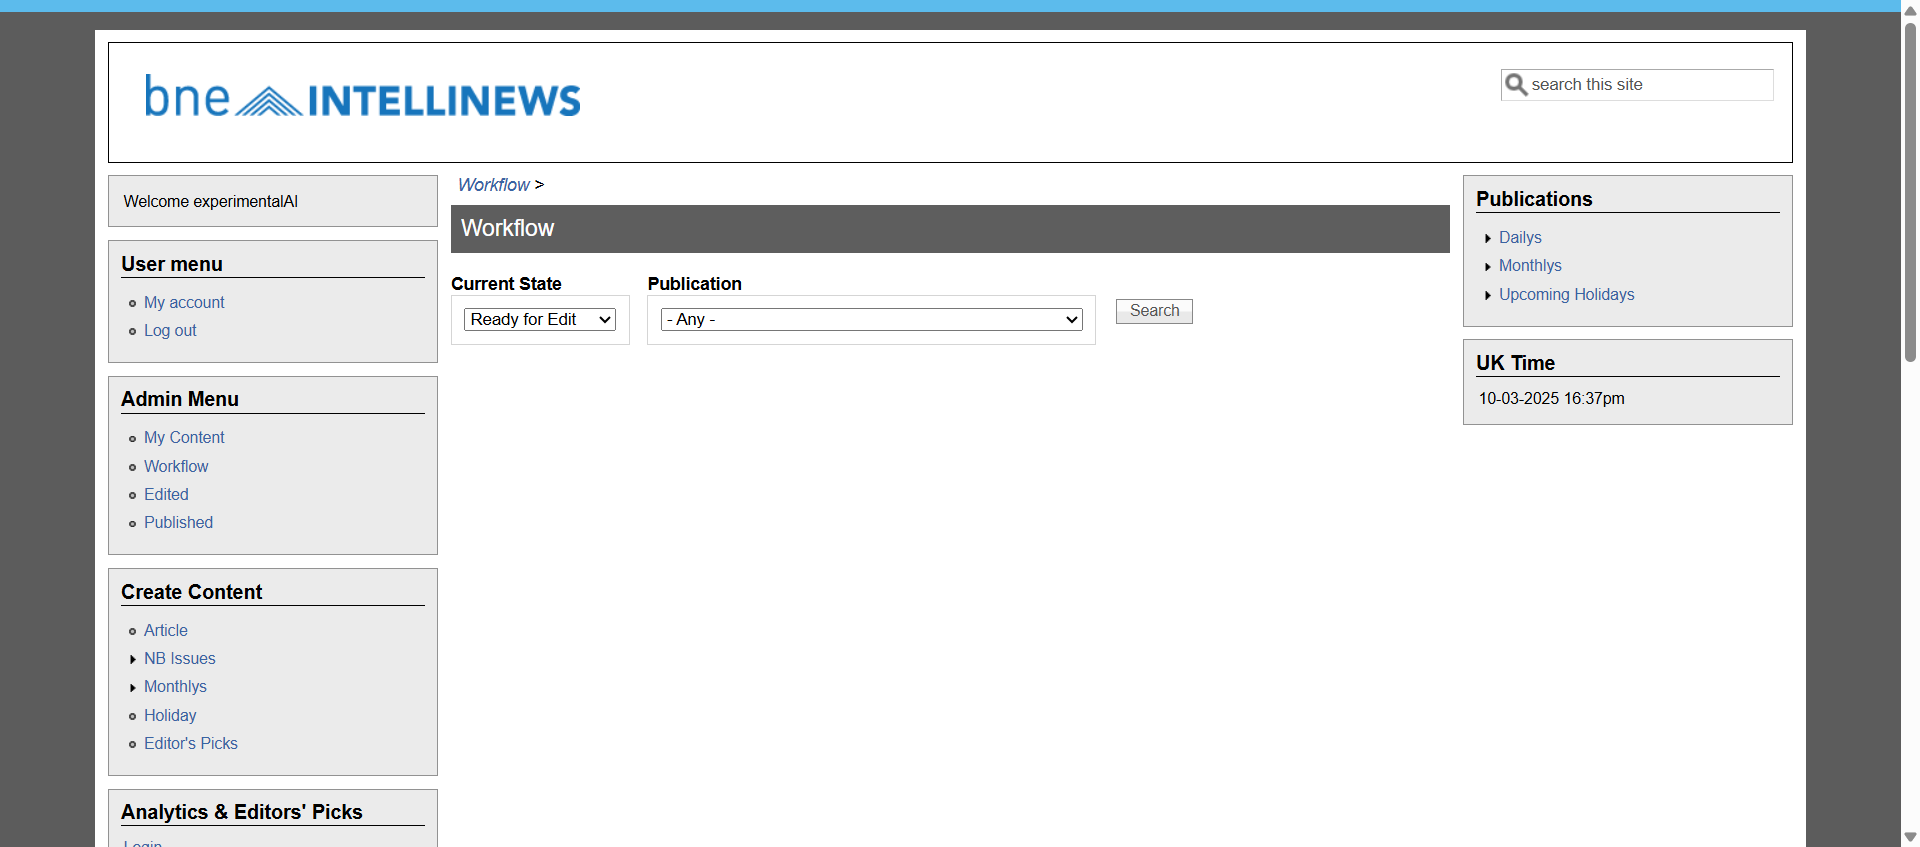 bne INTELLINEWS
search this site
Welcome experimentalAI
User menu
My account
Log out
Admin Menu
My Content
Workflow
Edited
Published
Create Content
Article
NB Issues
Monthlys
Holiday
Editor's Picks
Analytics & Editors' Picks
Login
Workflow >
Workflow
Current State
Ready for Edit
Publication
- Any -
Search
Publications
Dailys
Monthlys
Upcoming Holidays
UK Time
10-03-2025 16:37pm